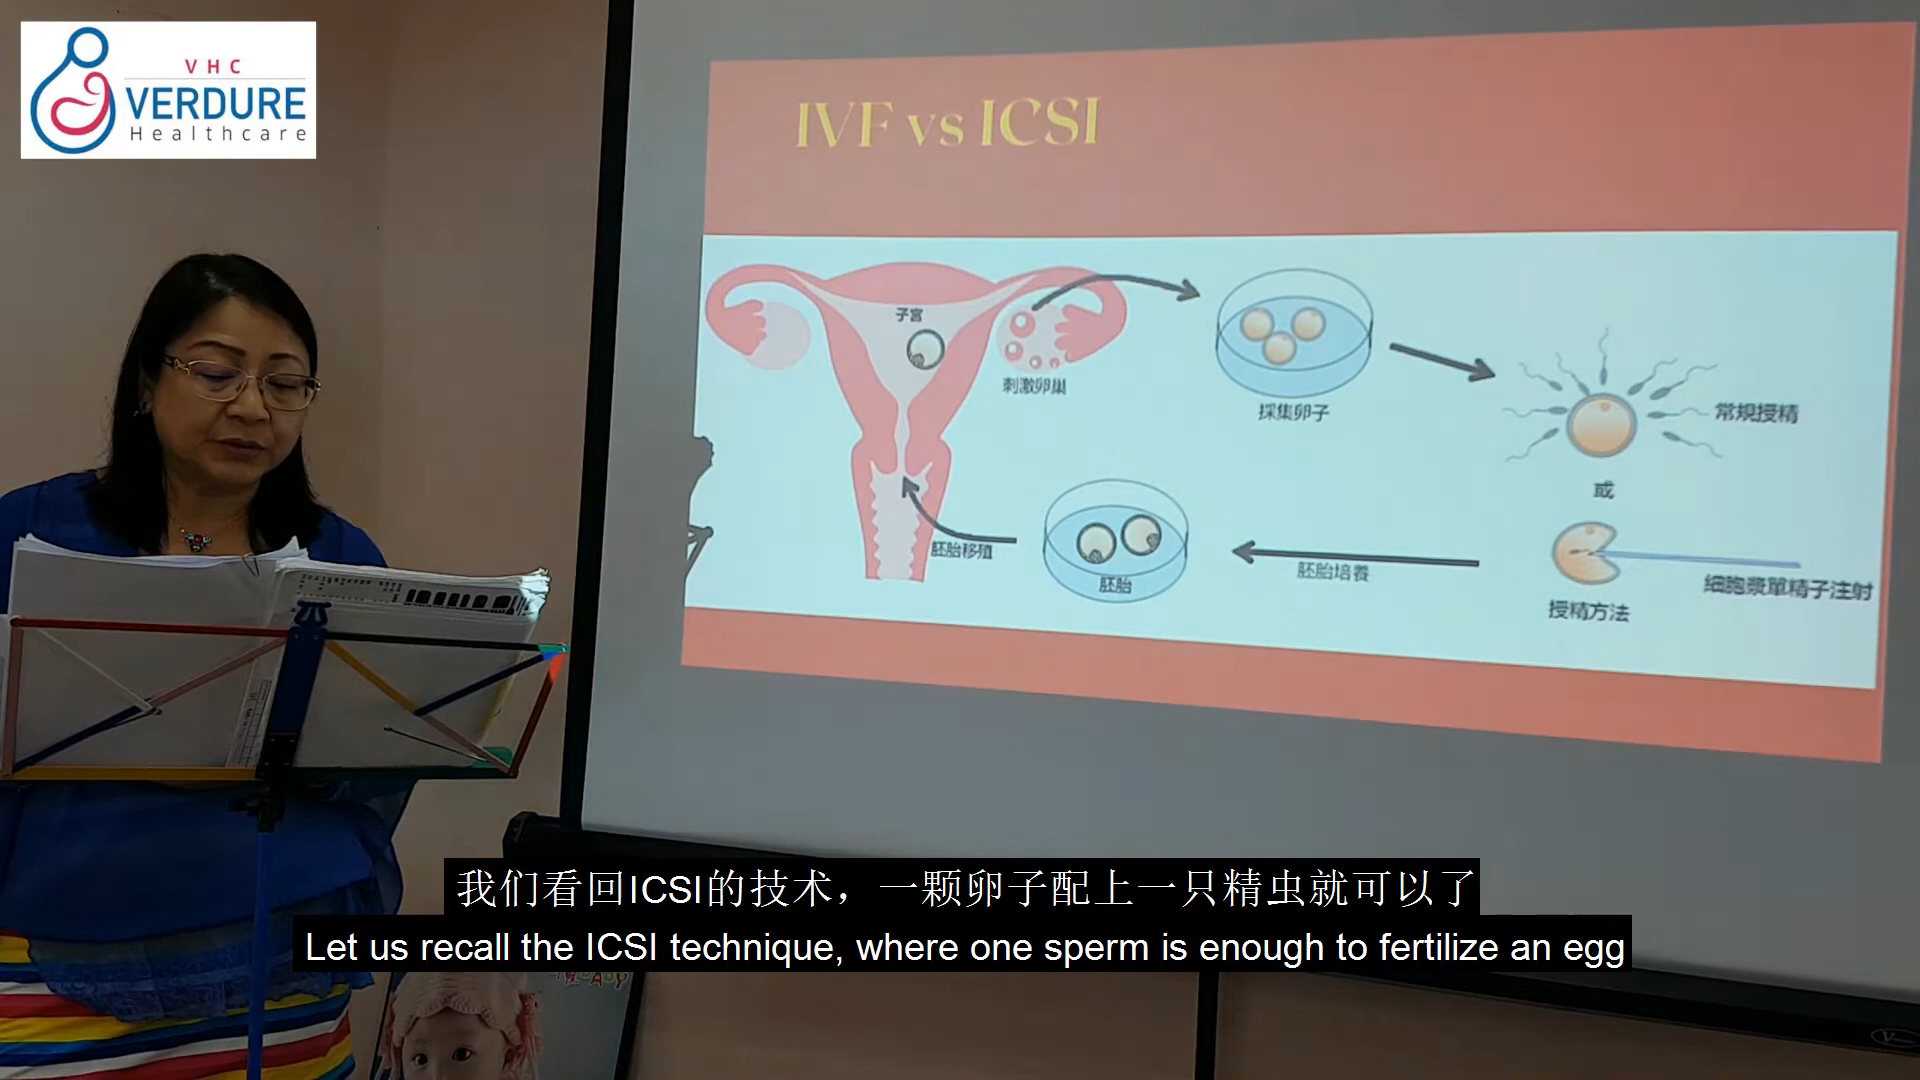 VHC
VERDURE
Healthcare
IVF vs ICSI
子宮
刺激卵巢
採集卵子
常規授精
或
細胞漿單精子注射
授精方法
胚胎培養
胚胎
胚胎移殖
我们看回ICSI的技术，一颗卵子配上一只精虫就可以了
Let us recall the ICSI technique, where one sperm is enough to fertilize an egg